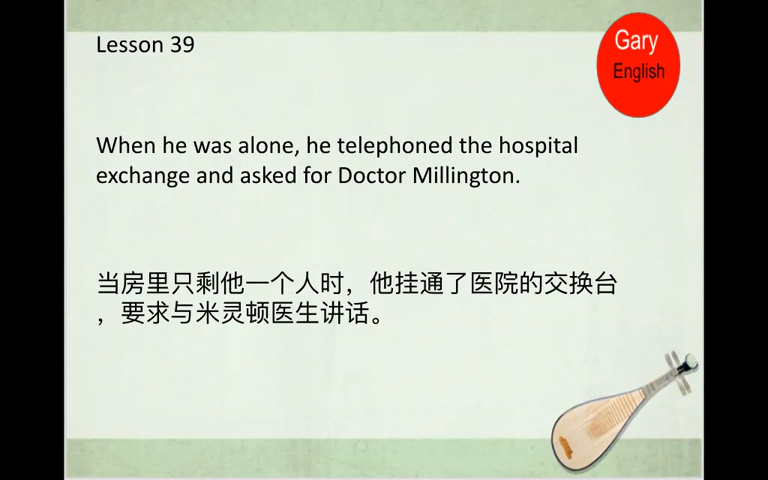 Lesson 39
Gary
English
When he was alone, he telephoned the hospital
exchange and asked for Doctor Millington.
当房里只剩他一个人时，他挂通了医院的交换台
，要求与米灵顿医生讲话。